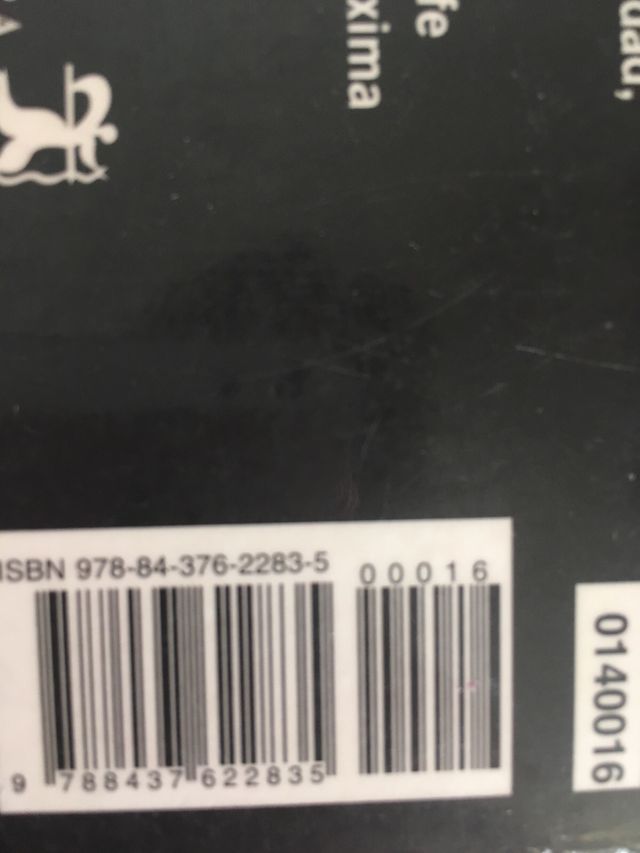 fe
xima
dad,
ISBN 978-84-376-2283-5
00016
9 788437 622835
0140016